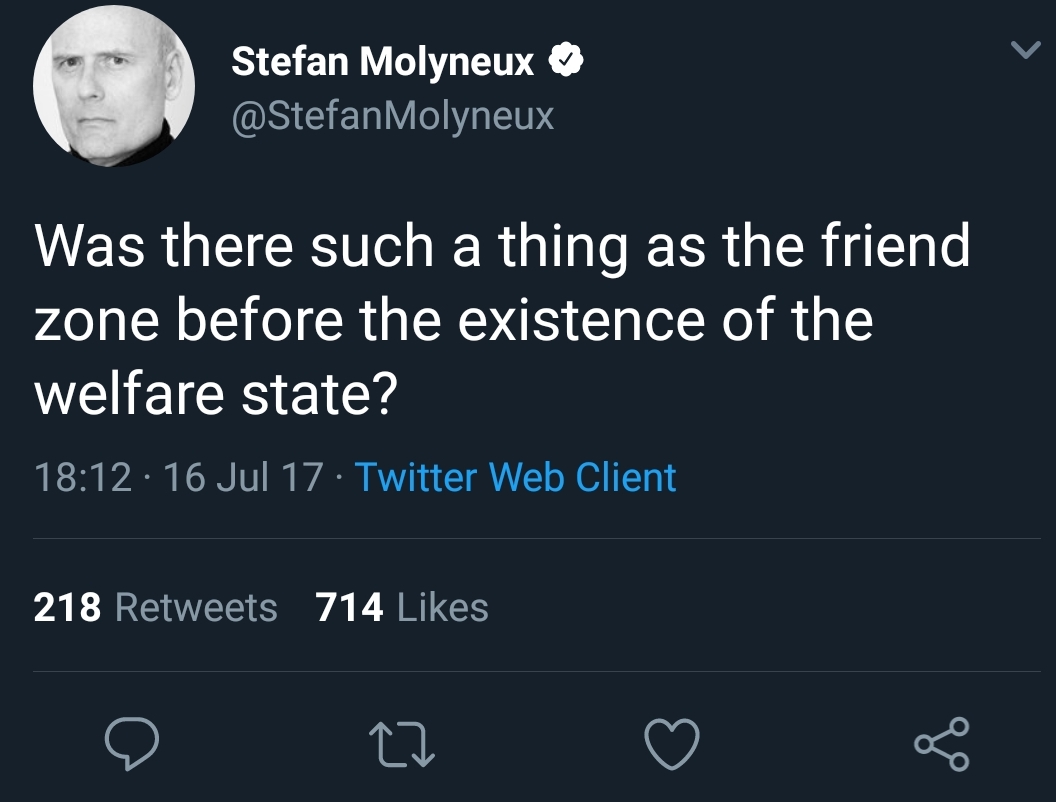 Stefan Molyneux
@StefanMolyneux
Was there such a thing as the friend
zone before the existence of the
welfare state?
18:12 · 16 Jul 17 · Twitter Web Client
218 Retweets 714 Likes